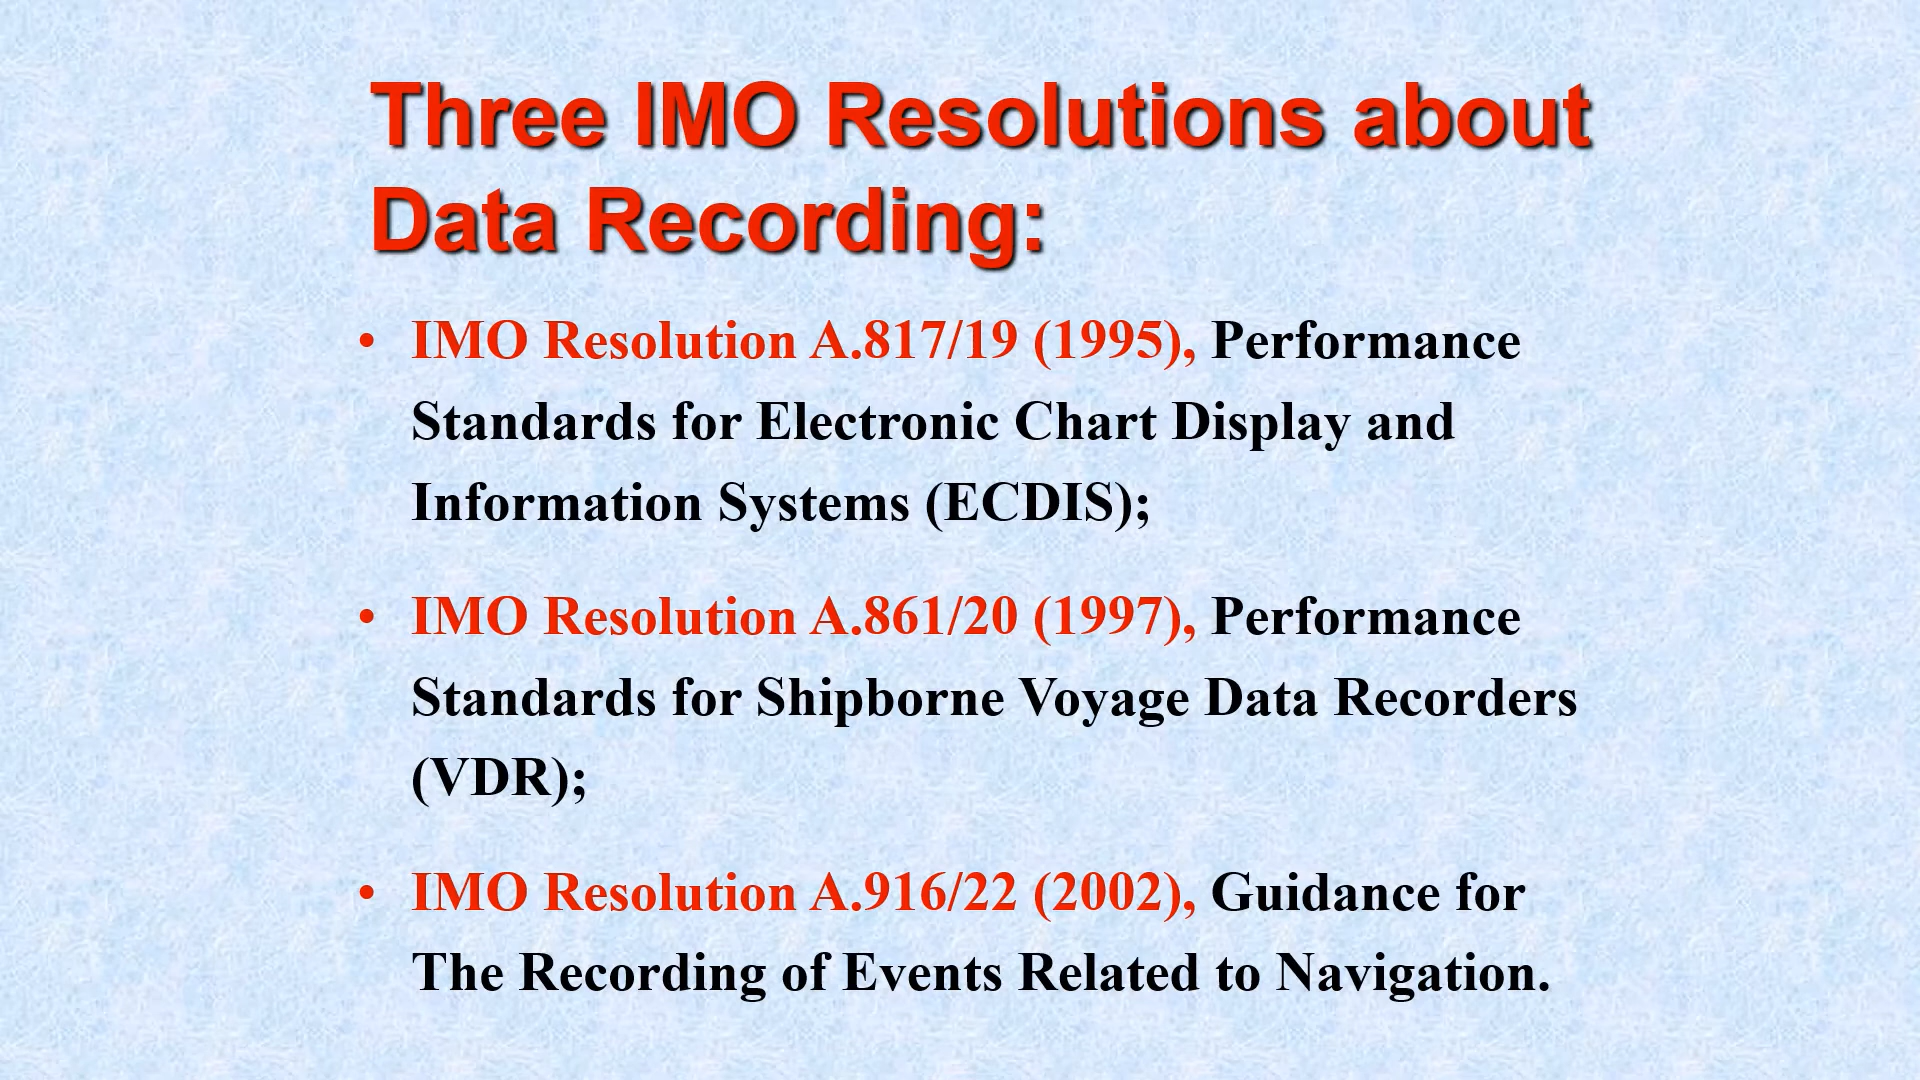 Three IMO Resolutions about
Data Recording:
• IMO Resolution A.817/19 (1995), Performance
Standards for Electronic Chart Display and
Information Systems (ECDIS);
• IMO Resolution A.861/20 (1997), Performance
Standards for Shipborne Voyage Data Recorders
(VDR);
• IMO Resolution A.916/22 (2002), Guidance for
The Recording of Events Related to Navigation.